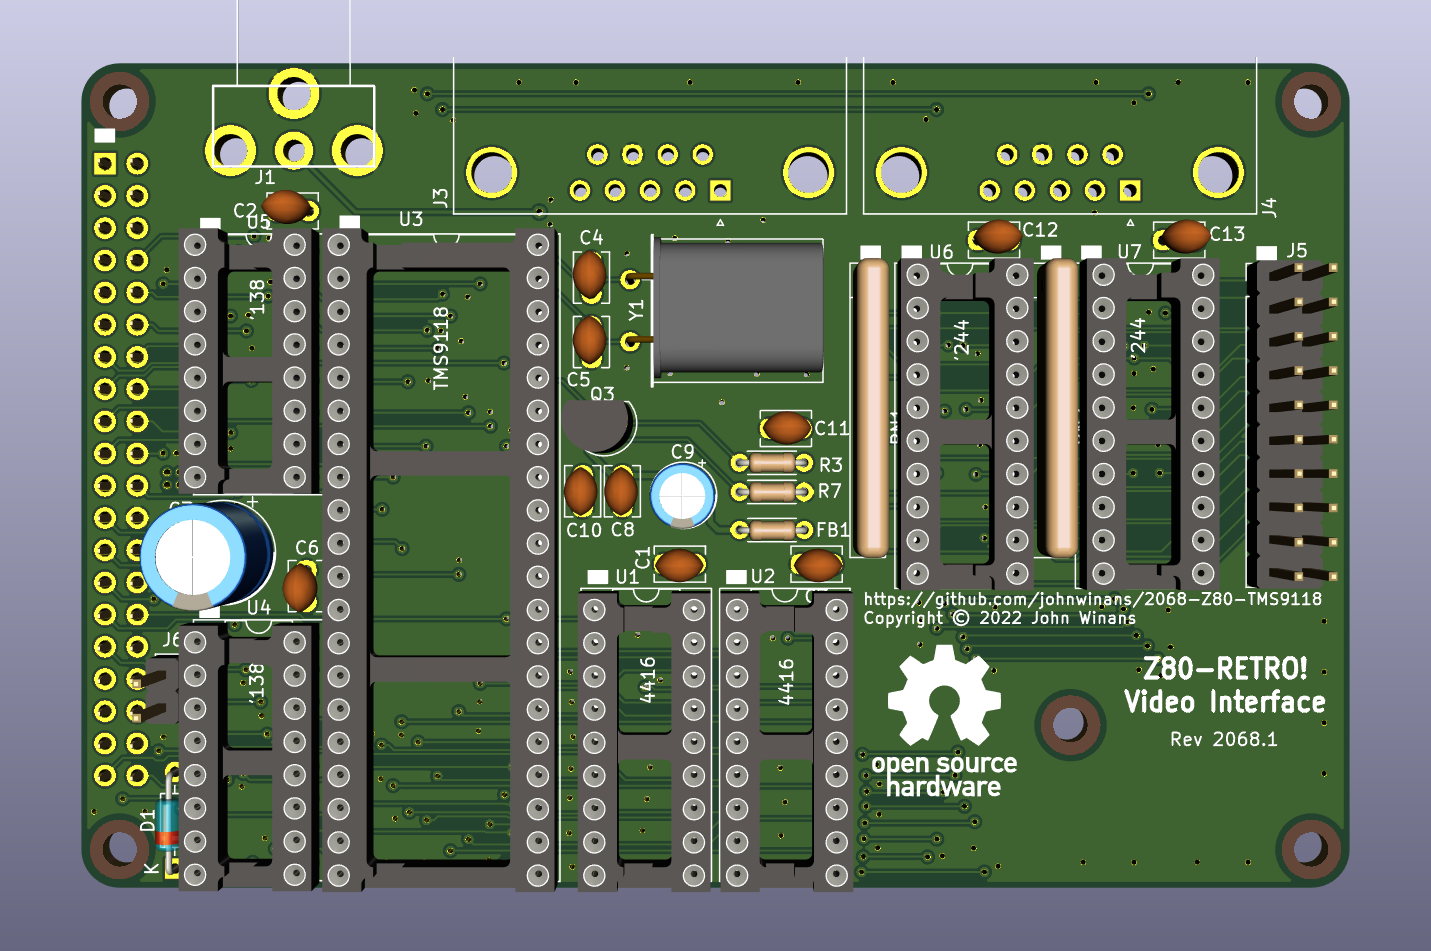 J1
J3
J4
C2
U5
U3
C4
C12
C13
U6
U7
J5
'138
TMS9118
Y1
'244
'244
C5
Q3
C11
C9
+
R3
R7
+
C10
C8
FB1
C6
C1
U1
U2
U4
J6
'138
4416
4416
https://github.com/johnwinans/2068-Z80-TMS9118
Copyright © 2022 John Winans
Z80-RETRO!
Video Interface
Rev 2068.1
open source
hardware
D1
K